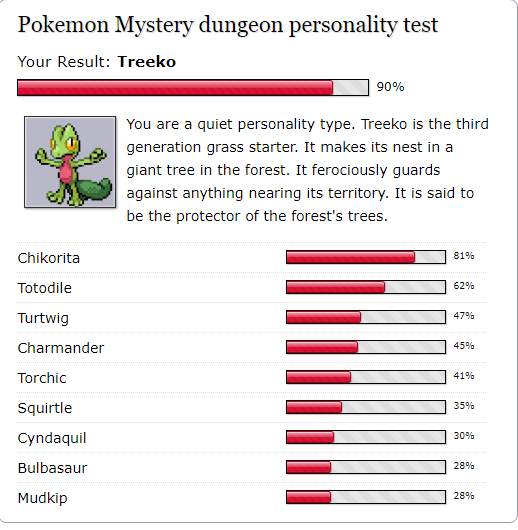 Pokemon Mystery dungeon personality test
Your Result: Treeko
90%
You are a quiet personality type. Treeko is the third
generation grass starter. It makes its nest in a
giant tree in the forest. It ferociously guards
against anything nearing its territory. It is said to
be the protector of the forest's trees.
Chikorita 81%
Totodile 62%
Turtwig 47%
Charmander 45%
Torchic 41%
Squirtle 35%
Cyndaquil 30%
Bulbasaur 28%
Mudkip 28%